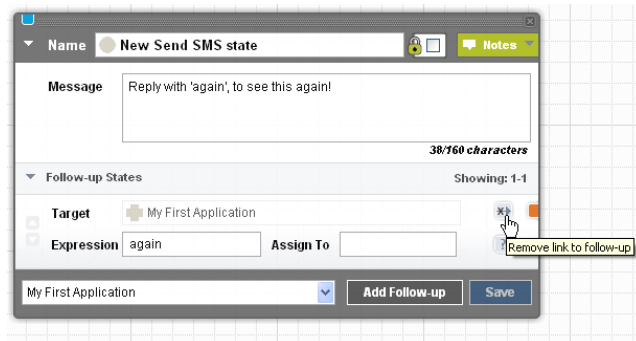 Name New Send SMS state Notes
Message Reply with 'again', to see this again!
38/160 characters
Follow-up States Showing: 1-1
Target My First Application
Expression again Assign To ?
Remove link to follow-up
My First Application Add Follow-up Save